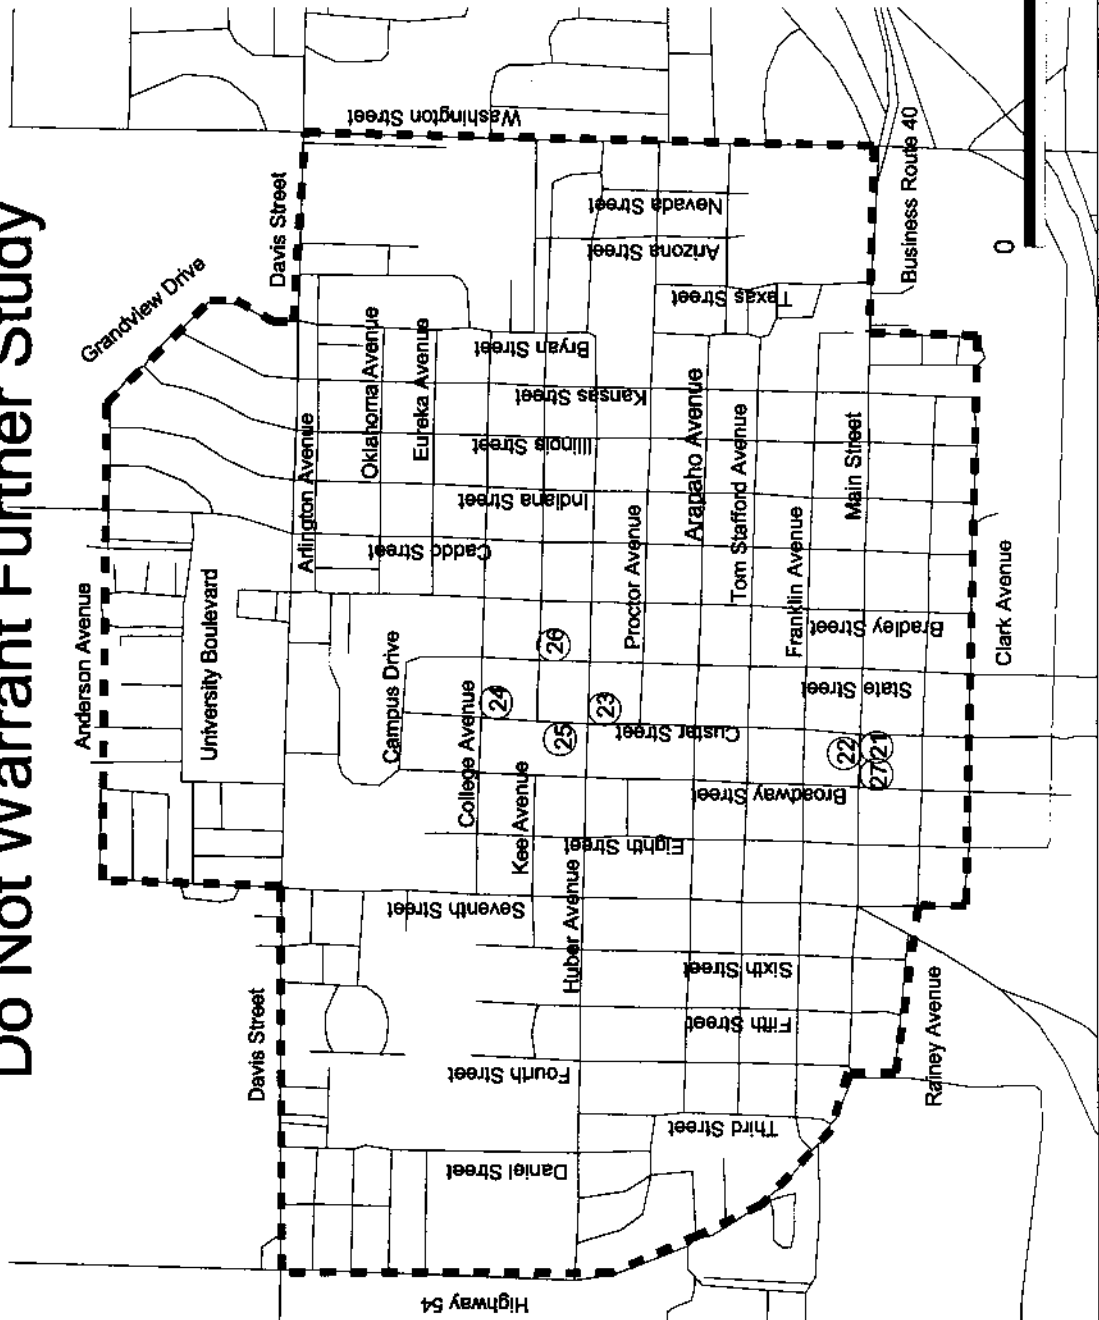 Do Not Warrant Further Study
Grandview Drive
Washington Street
Davis Street
Anderson Avenue
University Boulevard
Arlington Avenue
Oklahoma Avenue
Eureka Avenue
Bryan Street
Kansas Street
Illinois Street
Indiana Street
Caddo Street
Nevada Street
Arizona Street
Texas Street
Business Route 40
0
Campus Drive
College Avenue
Kee Avenue
Huber Avenue
Proctor Avenue
Arapaho Avenue
Tom Stafford Avenue
Franklin Avenue
Main Street
Clark Avenue
Bradley Street
State Street
Custer Street
Broadway Street
Eighth Street
Seventh Street
Sixth Street
Fifth Street
Fourth Street
Third Street
Daniel Street
Davis Street
Rainey Avenue
Highway 54
24
26
25
23
22
21
27